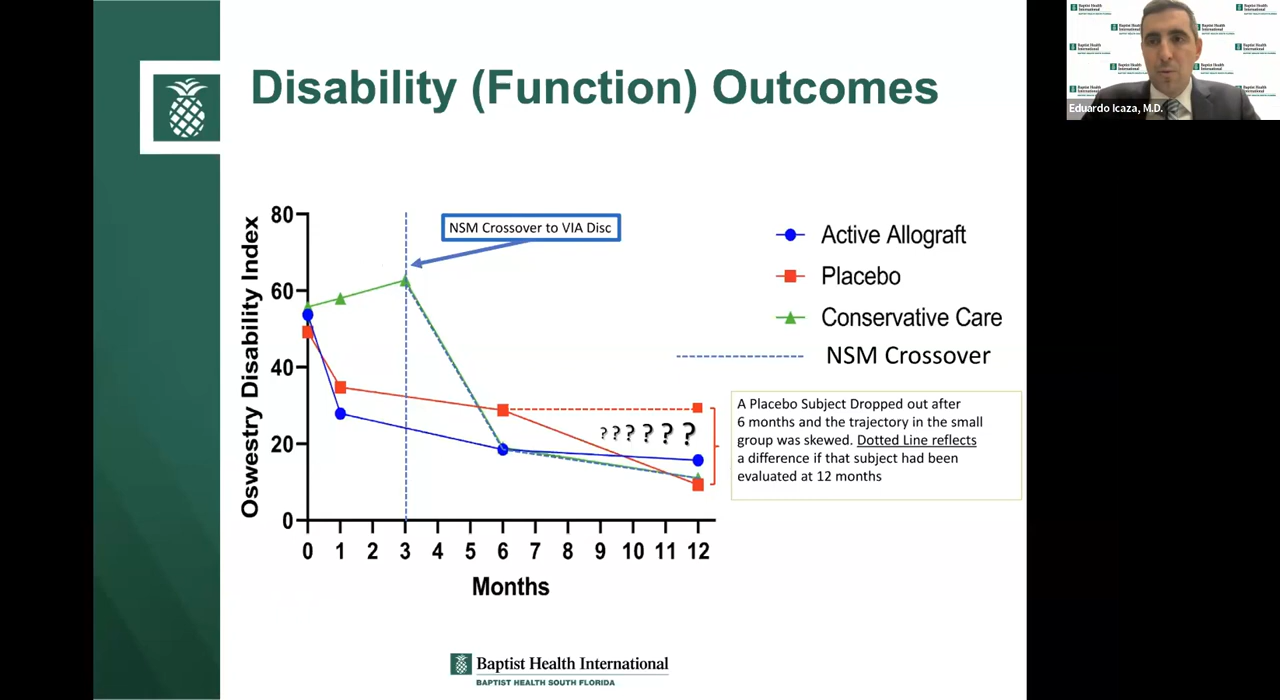 Disability (Function) Outcomes
Baptist Health
International
Eduardo Icaza, M.D.
Oswestry Disability Index
80
60
40
20
0
NSM Crossover to VIA Disc
? ? ? ? ? ?
0 1 2 3 4 5 6 7 8 9 10 11 12
Months
Active Allograft
Placebo
Conservative Care
NSM Crossover
A Placebo Subject Dropped out after
6 months and the trajectory in the small
group was skewed. Dotted Line reflects
a difference if that subject had been
evaluated at 12 months
Baptist Health International
BAPTIST HEALTH SOUTH FLORIDA